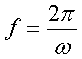 f = 2π/ω